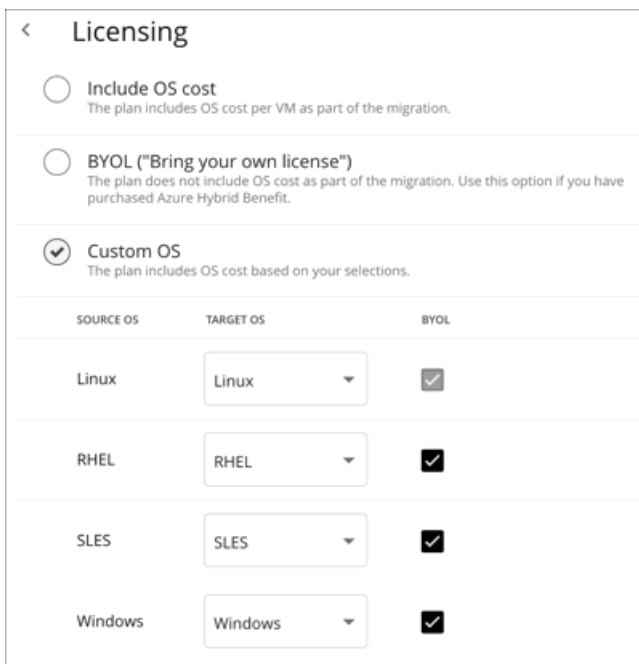 Licensing
Include OS cost
The plan includes OS cost per VM as part of the migration.
BYOL ("Bring your own license")
The plan does not include OS cost as part of the migration. Use this option if you have
purchased Azure Hybrid Benefit.
Custom OS
The plan includes OS cost based on your selections.
SOURCE OS TARGET OS BYOL
Linux Linux
RHEL RHEL
SLES SLES
Windows Windows